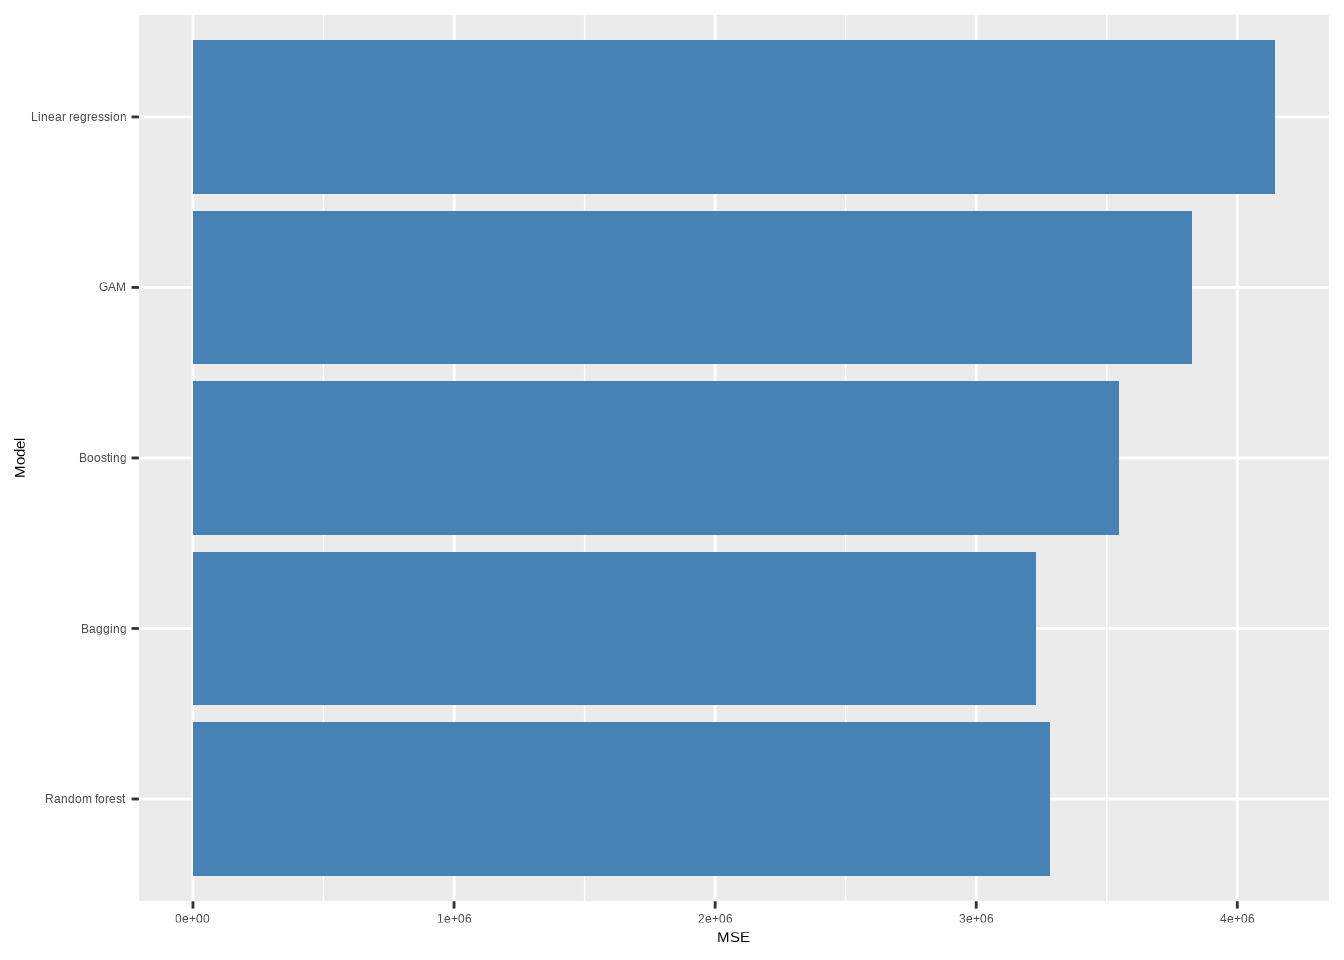 Linear regression
GAM
Boosting
Bagging
Random forest
Model
0e+00 1e+06 2e+06 3e+06 4e+06
MSE